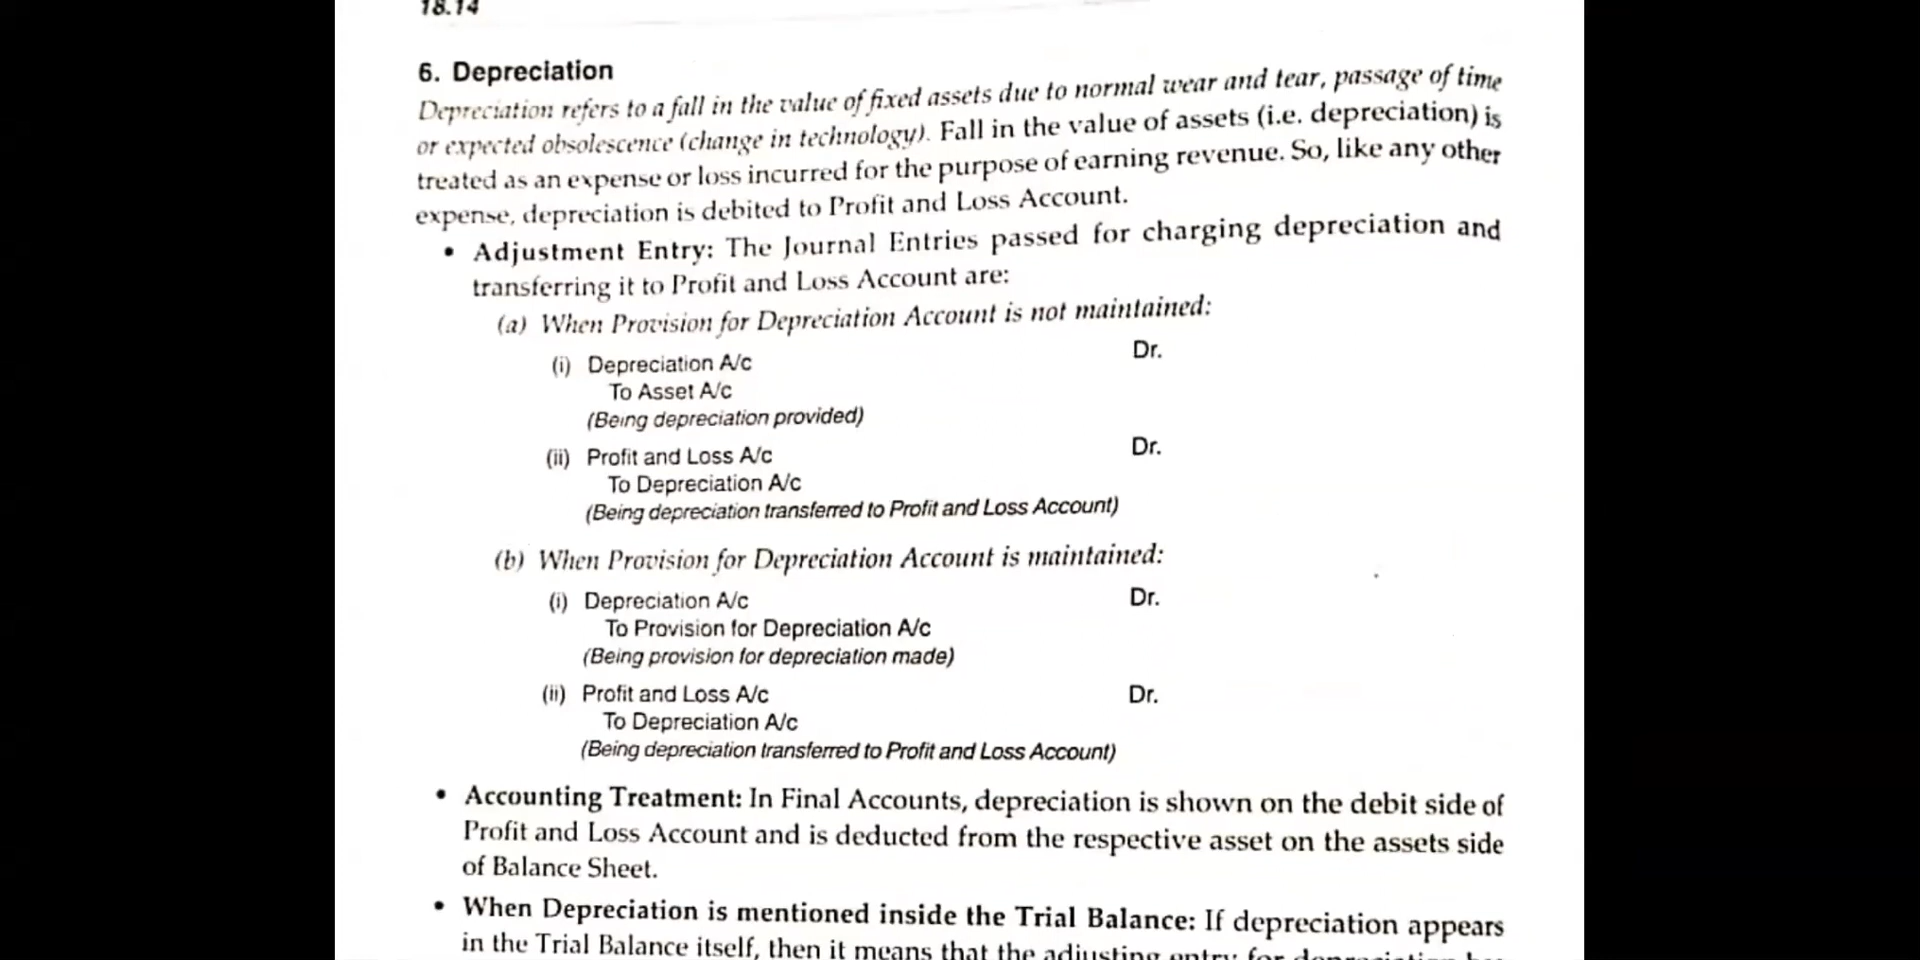 18.14
6. Depreciation
Depreciation refers to a fall in the value of fixed assets due to normal wear and tear, passage of time
or expected obsolescence (change in technology). Fall in the value of assets (i.e. depreciation) is
treated as an expense or loss incurred for the purpose of earning revenue. So, like any other
expense, depreciation is debited to Profit and Loss Account.
• Adjustment Entry: The Journal Entries passed for charging depreciation and
transferring it to Profit and Loss Account are:
(a) When Provision for Depreciation Account is not maintained:
(i) Depreciation A/c Dr.
To Asset A/c
(Being depreciation provided)
(ii) Profit and Loss A/c Dr.
To Depreciation A/c
(Being depreciation transferred to Profit and Loss Account)
(b) When Provision for Depreciation Account is maintained:
(i) Depreciation A/c Dr.
To Provision for Depreciation A/c
(Being provision for depreciation made)
(ii) Profit and Loss A/c Dr.
To Depreciation A/c
(Being depreciation transferred to Profit and Loss Account)
• Accounting Treatment: In Final Accounts, depreciation is shown on the debit side of
Profit and Loss Account and is deducted from the respective asset on the assets side
of Balance Sheet.
• When Depreciation is mentioned inside the Trial Balance: If depreciation appears
in the Trial Balance itself, then it means that the adjusting entry for depreciation